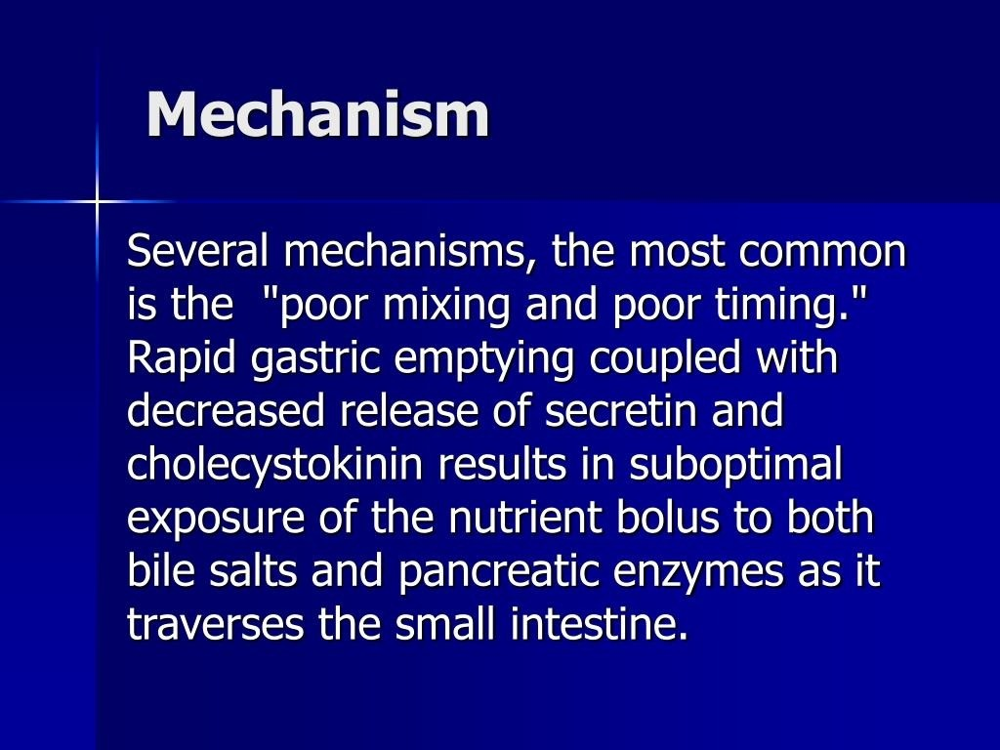 Mechanism
Several mechanisms, the most common
is the  "poor mixing and poor timing."
Rapid gastric emptying coupled with
decreased release of secretin and
cholecystokinin results in suboptimal
exposure of the nutrient bolus to both
bile salts and pancreatic enzymes as it
traverses the small intestine.